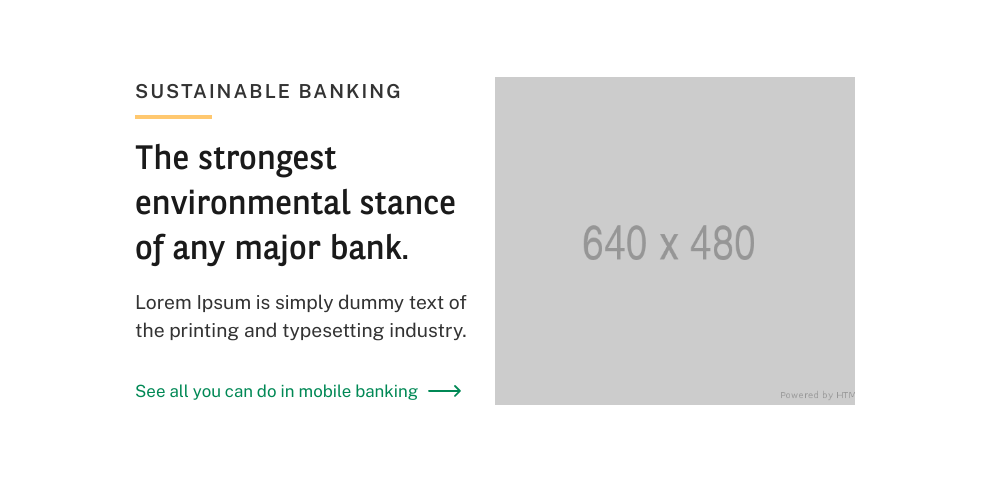 SUSTAINABLE BANKING
The strongest
environmental stance
of any major bank.
Lorem Ipsum is simply dummy text of
the printing and typesetting industry.
See all you can do in mobile banking
640 x 480
Powered by HTM